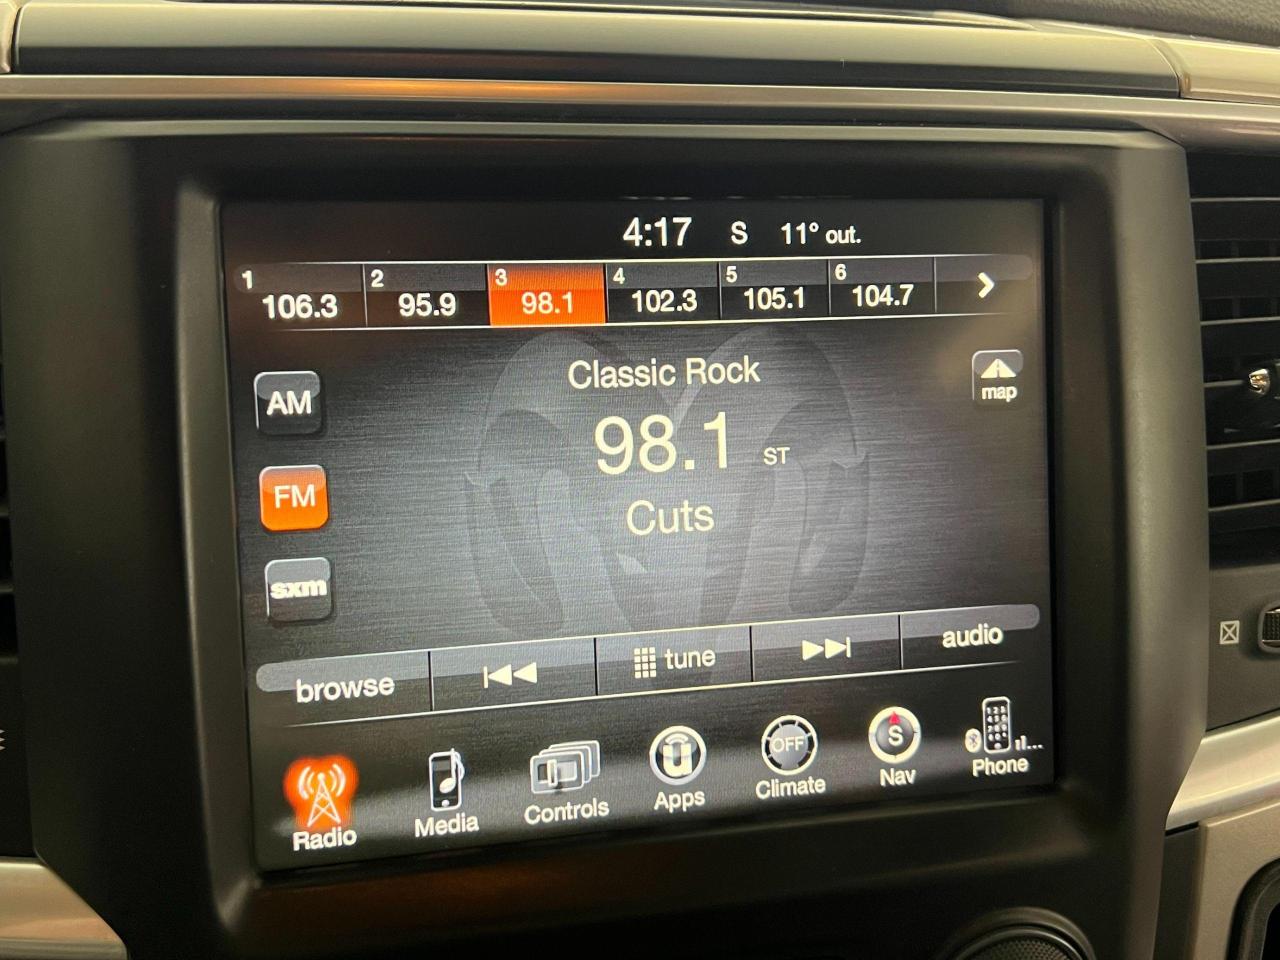 4:17 S 11° out.
1 106.3 2 95.9 3 98.1 4 102.3 5 105.1 6 104.7
Classic Rock
map
AM
98.1 ST
FM
Cuts
sxm
browse tune audio
OFF S
Radio Media Controls Apps Climate Nav Phone